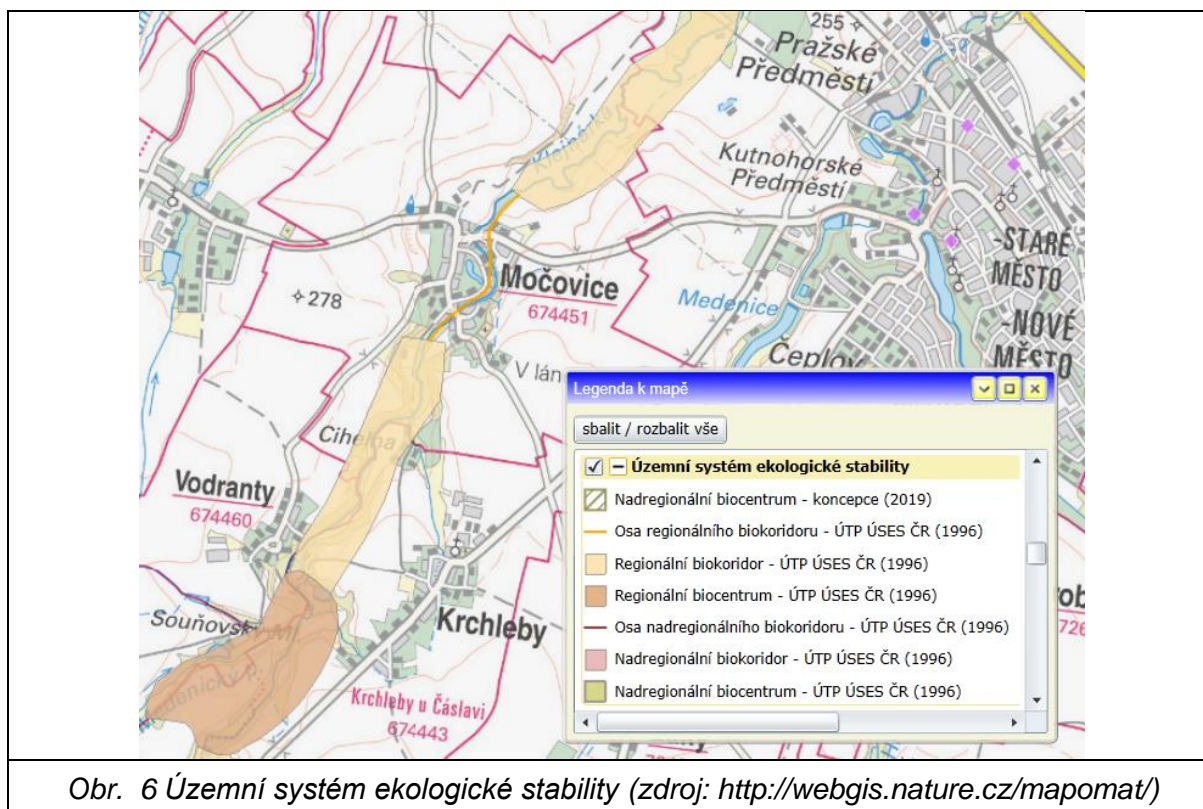 255
Pražské
Předměstí
Klejnárka
Kutnohorské
Předměstí
-STARÉ
MĚSTO
278
Močovice
674451
Medenice
-NOVÉ
MĚSTO
Čeplov
V lán
Cihelna
Vodranty
674460
Souňovský Ml.
Krchleby
Krchleby u Čáslavi
674443
Legenda k mapě
sbalit / rozbalit vše
Územní systém ekologické stability
Nadregionální biocentrum - koncepce (2019)
Osa regionálního biokoridoru - ÚTP ÚSES ČR (1996)
Regionální biokoridor - ÚTP ÚSES ČR (1996)
Regionální biocentrum - ÚTP ÚSES ČR (1996)
Osa nadregionálního biokoridoru - ÚTP ÚSES ČR (1996)
Nadregionální biokoridor - ÚTP ÚSES ČR (1996)
Nadregionální biocentrum - ÚTP ÚSES ČR (1996)
Obr. 6 Územní systém ekologické stability (zdroj: http://webgis.nature.cz/mapomat/)